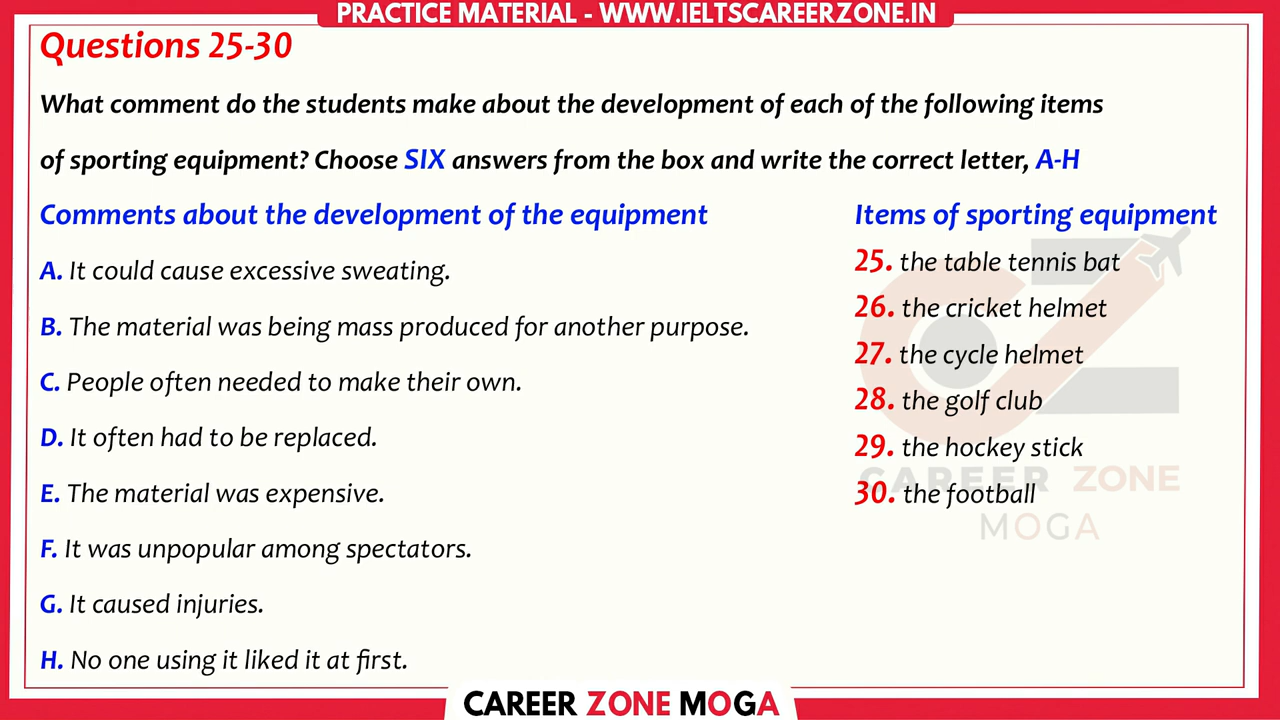 PRACTICE MATERIAL - WWW.IELTSCAREERZONE.IN
Questions 25-30
What comment do the students make about the development of each of the following items
of sporting equipment? Choose SIX answers from the box and write the correct letter, A-H
Comments about the development of the equipment
A. It could cause excessive sweating.
B. The material was being mass produced for another purpose.
C. People often needed to make their own.
D. It often had to be replaced.
E. The material was expensive.
F. It was unpopular among spectators.
G. It caused injuries.
H. No one using it liked it at first.
Items of sporting equipment
25. the table tennis bat
26. the cricket helmet
27. the cycle helmet
28. the golf club
29. the hockey stick
30. the football
CAREER ZONE
MOGA
CAREER ZONE MOGA